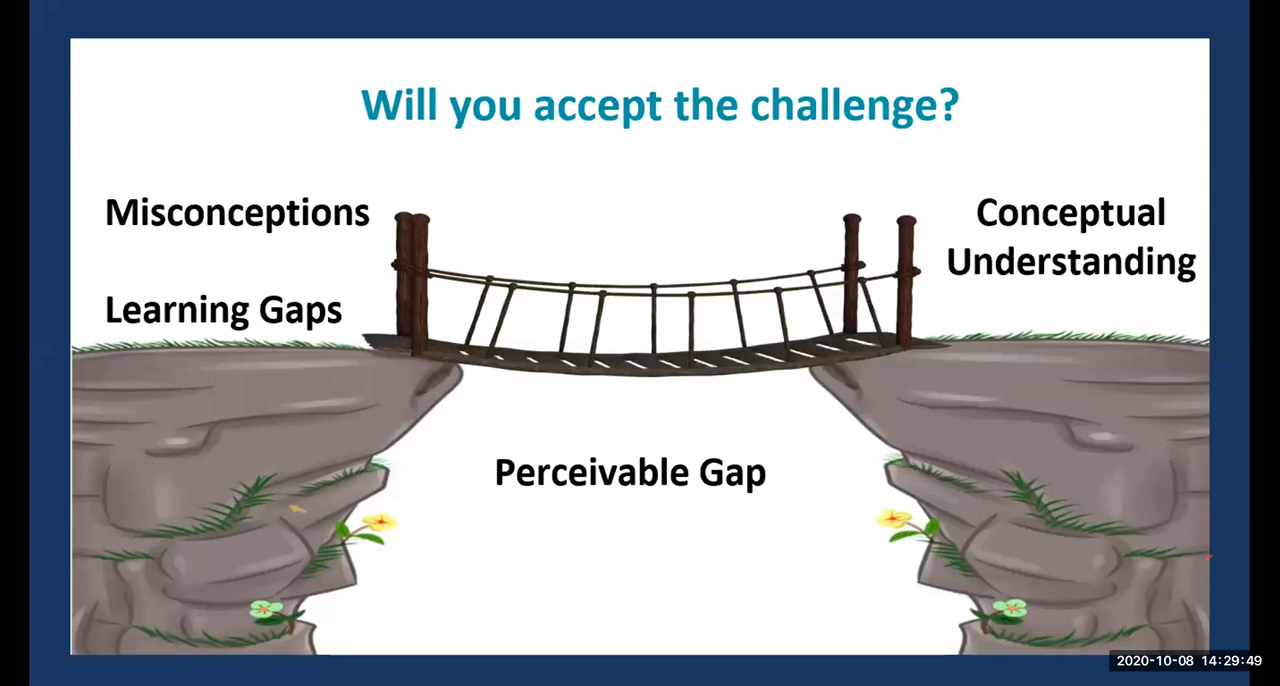 Will you accept the challenge?
Misconceptions
Learning Gaps
Conceptual
Understanding
Perceivable Gap
2020-10-08 14:29:49